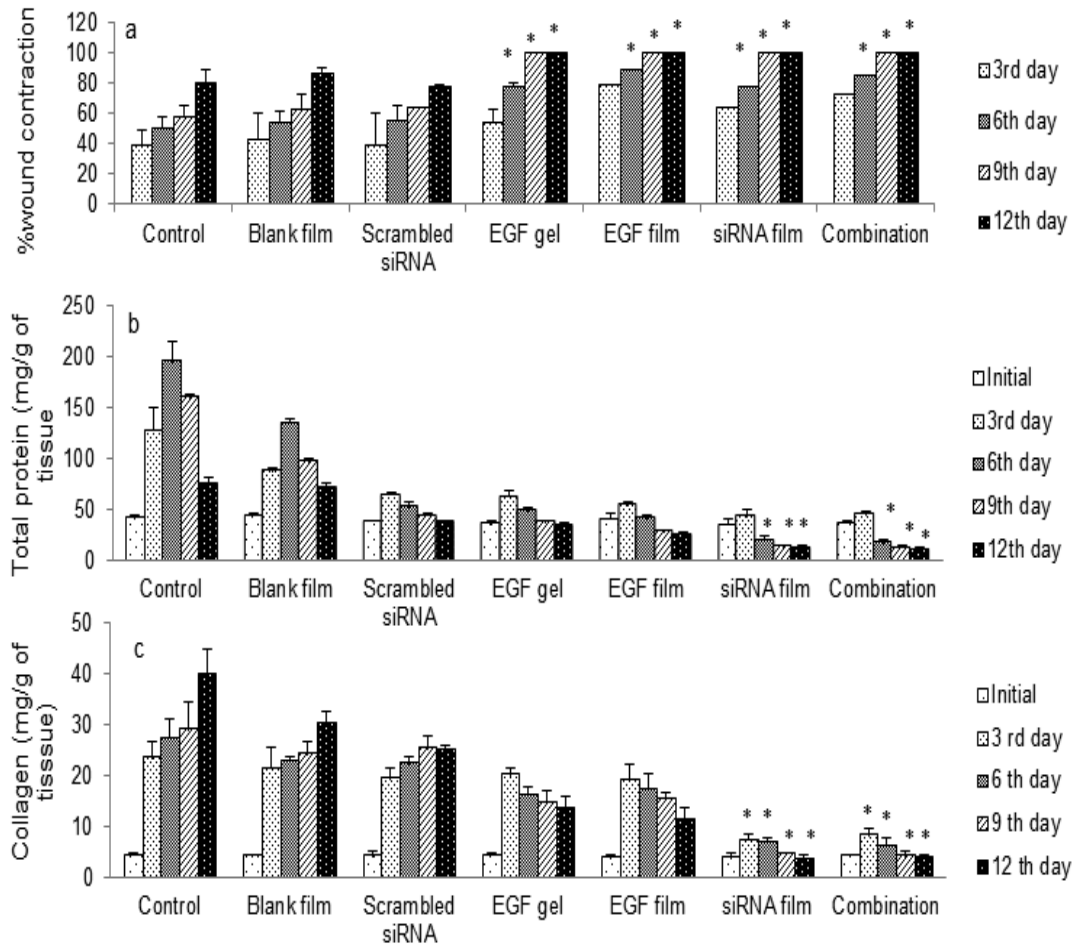 a
%wound contraction
120
100
80
60
40
20
0
* * *
* * *
* * *
* * *
Control
Blank film
Scrambled
siRNA
EGF gel
EGF film
siRNA film
Combination
3rd day
6th day
9th day
12th day
b
Total protein (mg/g of
tissue
250
200
150
100
50
0
* * *
* * *
Control
Blank film
Scrambled
siRNA
EGF gel
EGF film
siRNA film
Combination
Initial
3rd day
6th day
9th day
12th day
c
Collagen (mg/g of
tisssue)
50
40
30
20
10
0
* * * *
* * * *
Control
Blank film
Scrambled
siRNA
EGF gel
EGF film
siRNA film
Combination
Initial
3 rd day
6 th day
9 th day
12 th day